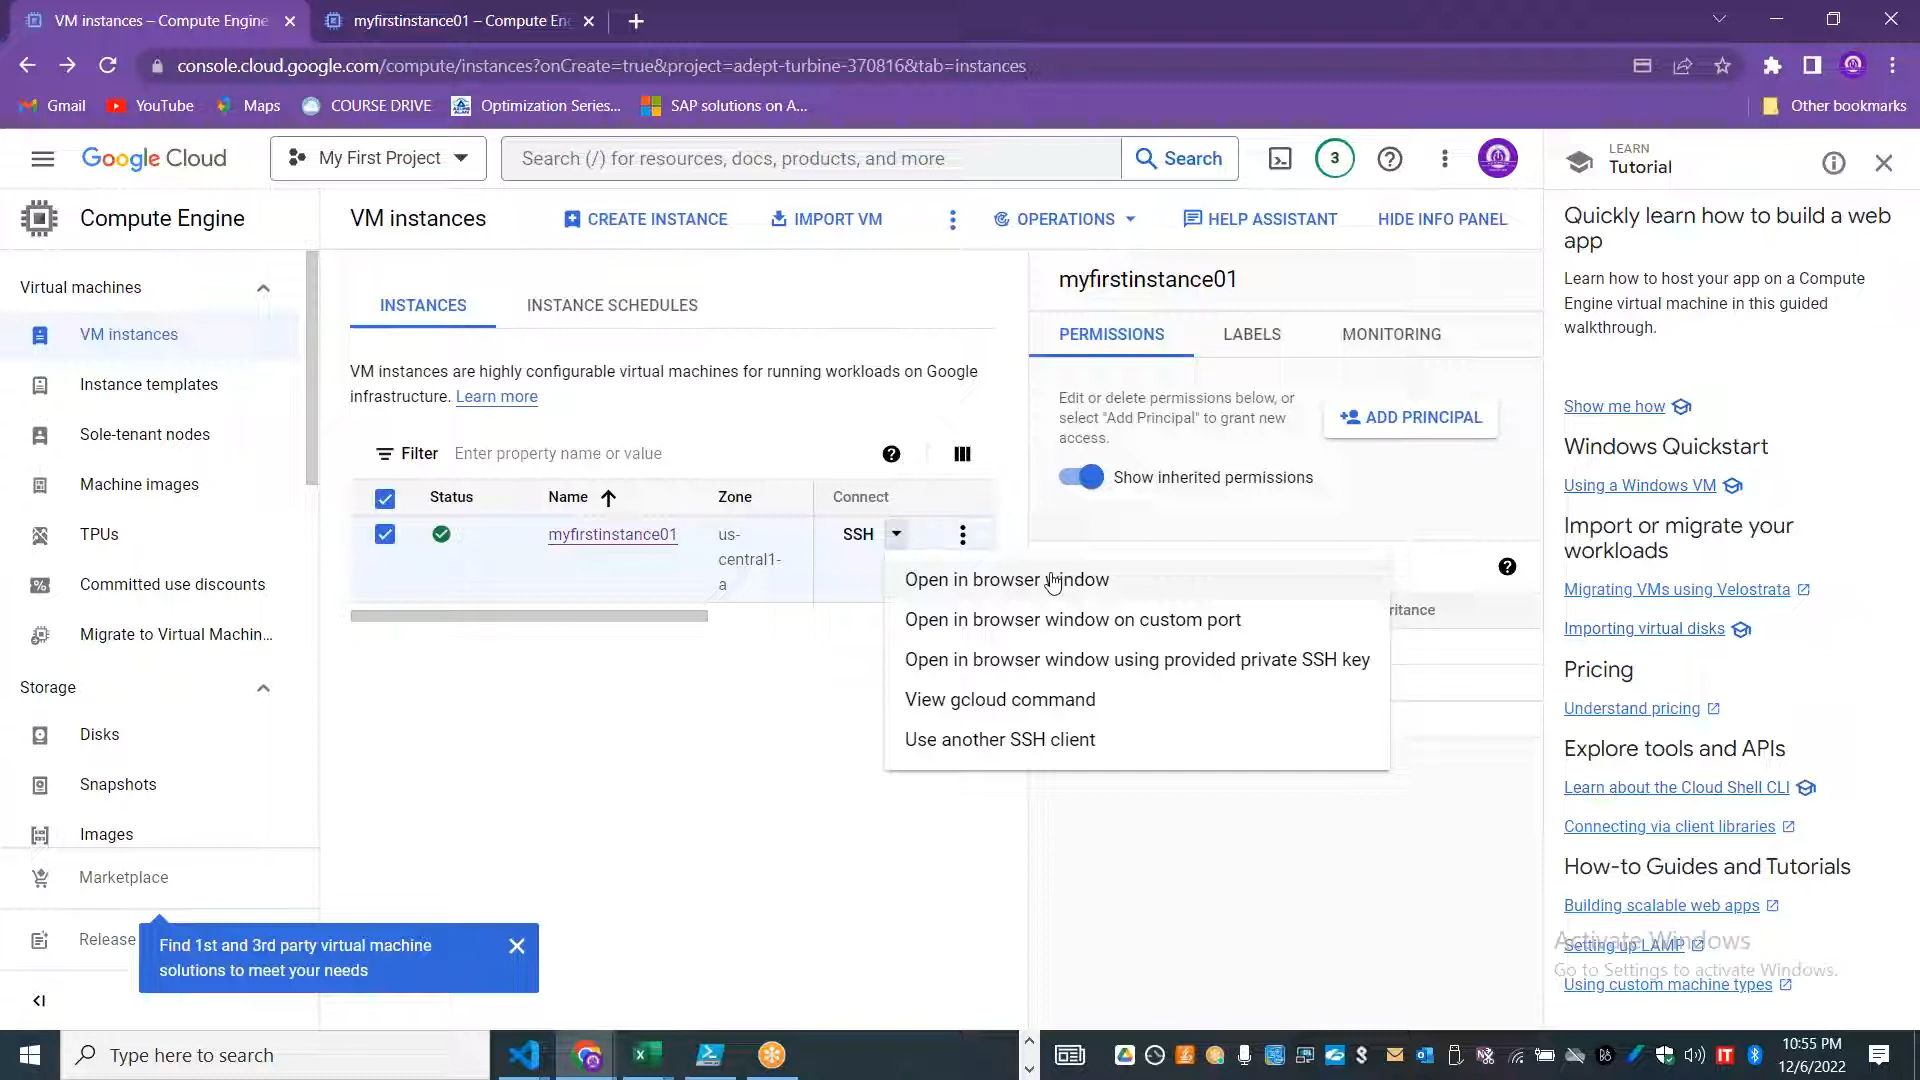 VM instances – Compute Engine
myfirstinstance01 – Compute En
console.cloud.google.com/compute/instances?onCreate=true&project=adept-turbine-370816&tab=instances
Gmail
YouTube
Maps
COURSE DRIVE
Optimization Series...
SAP solutions on A...
Other bookmarks
Google Cloud
My First Project
Search (/) for resources, docs, products, and more
Search
3
LEARN
Tutorial
Compute Engine
VM instances
CREATE INSTANCE
IMPORT VM
OPERATIONS
HELP ASSISTANT
HIDE INFO PANEL
Virtual machines
VM instances
Instance templates
Sole-tenant nodes
Machine images
TPUs
Committed use discounts
Migrate to Virtual Machin...
Storage
Disks
Snapshots
Images
Marketplace
Release
Find 1st and 3rd party virtual machine
solutions to meet your needs
INSTANCES
INSTANCE SCHEDULES
VM instances are highly configurable virtual machines for running workloads on Google
infrastructure. Learn more
Filter
Enter property name or value
Status
Name
Zone
Connect
myfirstinstance01
us-
central1-
a
SSH
Open in browser window
Open in browser window on custom port
Open in browser window using provided private SSH key
View gcloud command
Use another SSH client
myfirstinstance01
PERMISSIONS
LABELS
MONITORING
Edit or delete permissions below, or
select "Add Principal" to grant new
access.
ADD PRINCIPAL
Show inherited permissions
ritance
Quickly learn how to build a web
app
Learn how to host your app on a Compute
Engine virtual machine in this guided
walkthrough.
Show me how
Windows Quickstart
Using a Windows VM
Import or migrate your
workloads
Migrating VMs using Velostrata
Importing virtual disks
Pricing
Understand pricing
Explore tools and APIs
Learn about the Cloud Shell CLI
Connecting via client libraries
How-to Guides and Tutorials
Building scalable web apps
Setting up LAMP
Activate Windows
Go to Settings to activate Windows.
Using custom machine types
Type here to search
IT
10:55 PM
12/6/2022